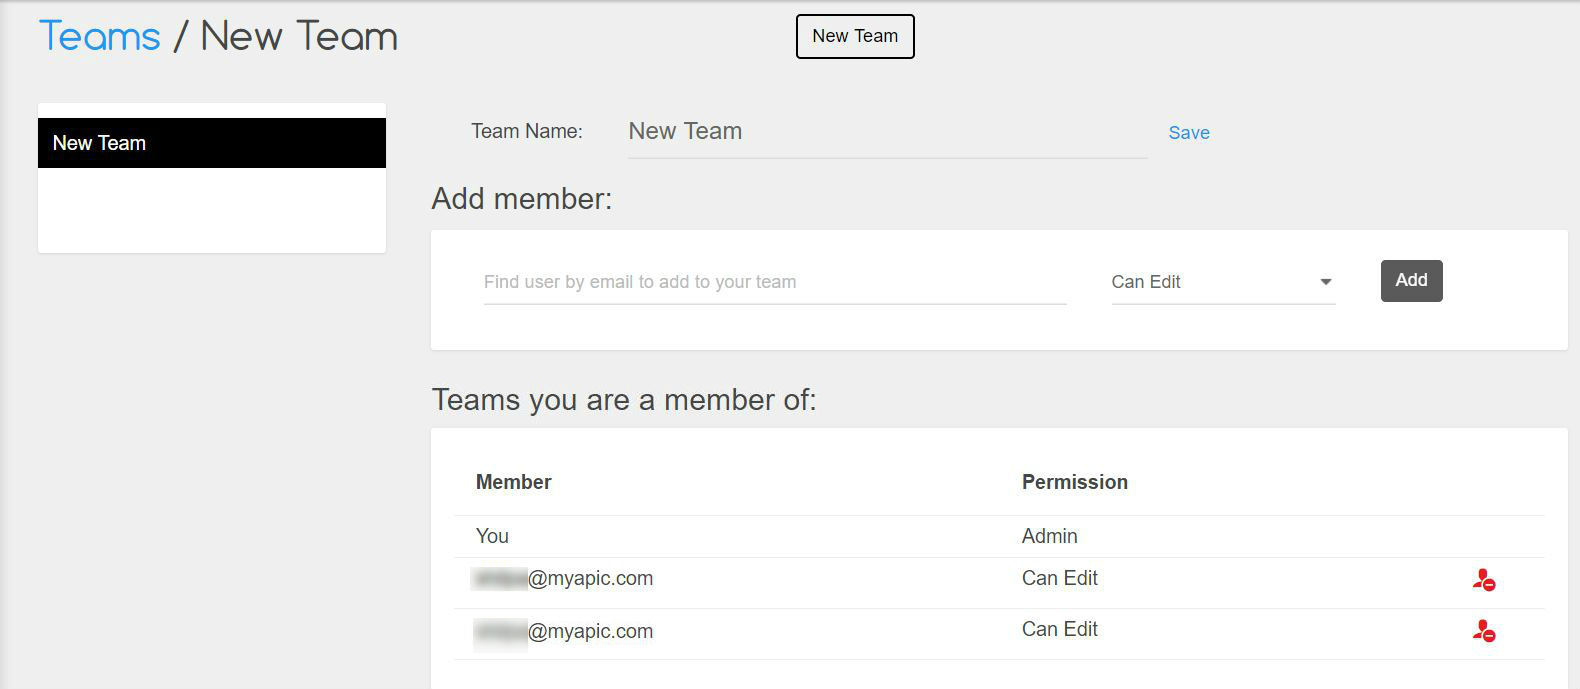 Teams / New Team
New Team
New Team
Team Name: New Team Save
Add member:
Find user by email to add to your team Can Edit Add
Teams you are a member of:
Member Permission
You Admin
@myapic.com Can Edit
@myapic.com Can Edit